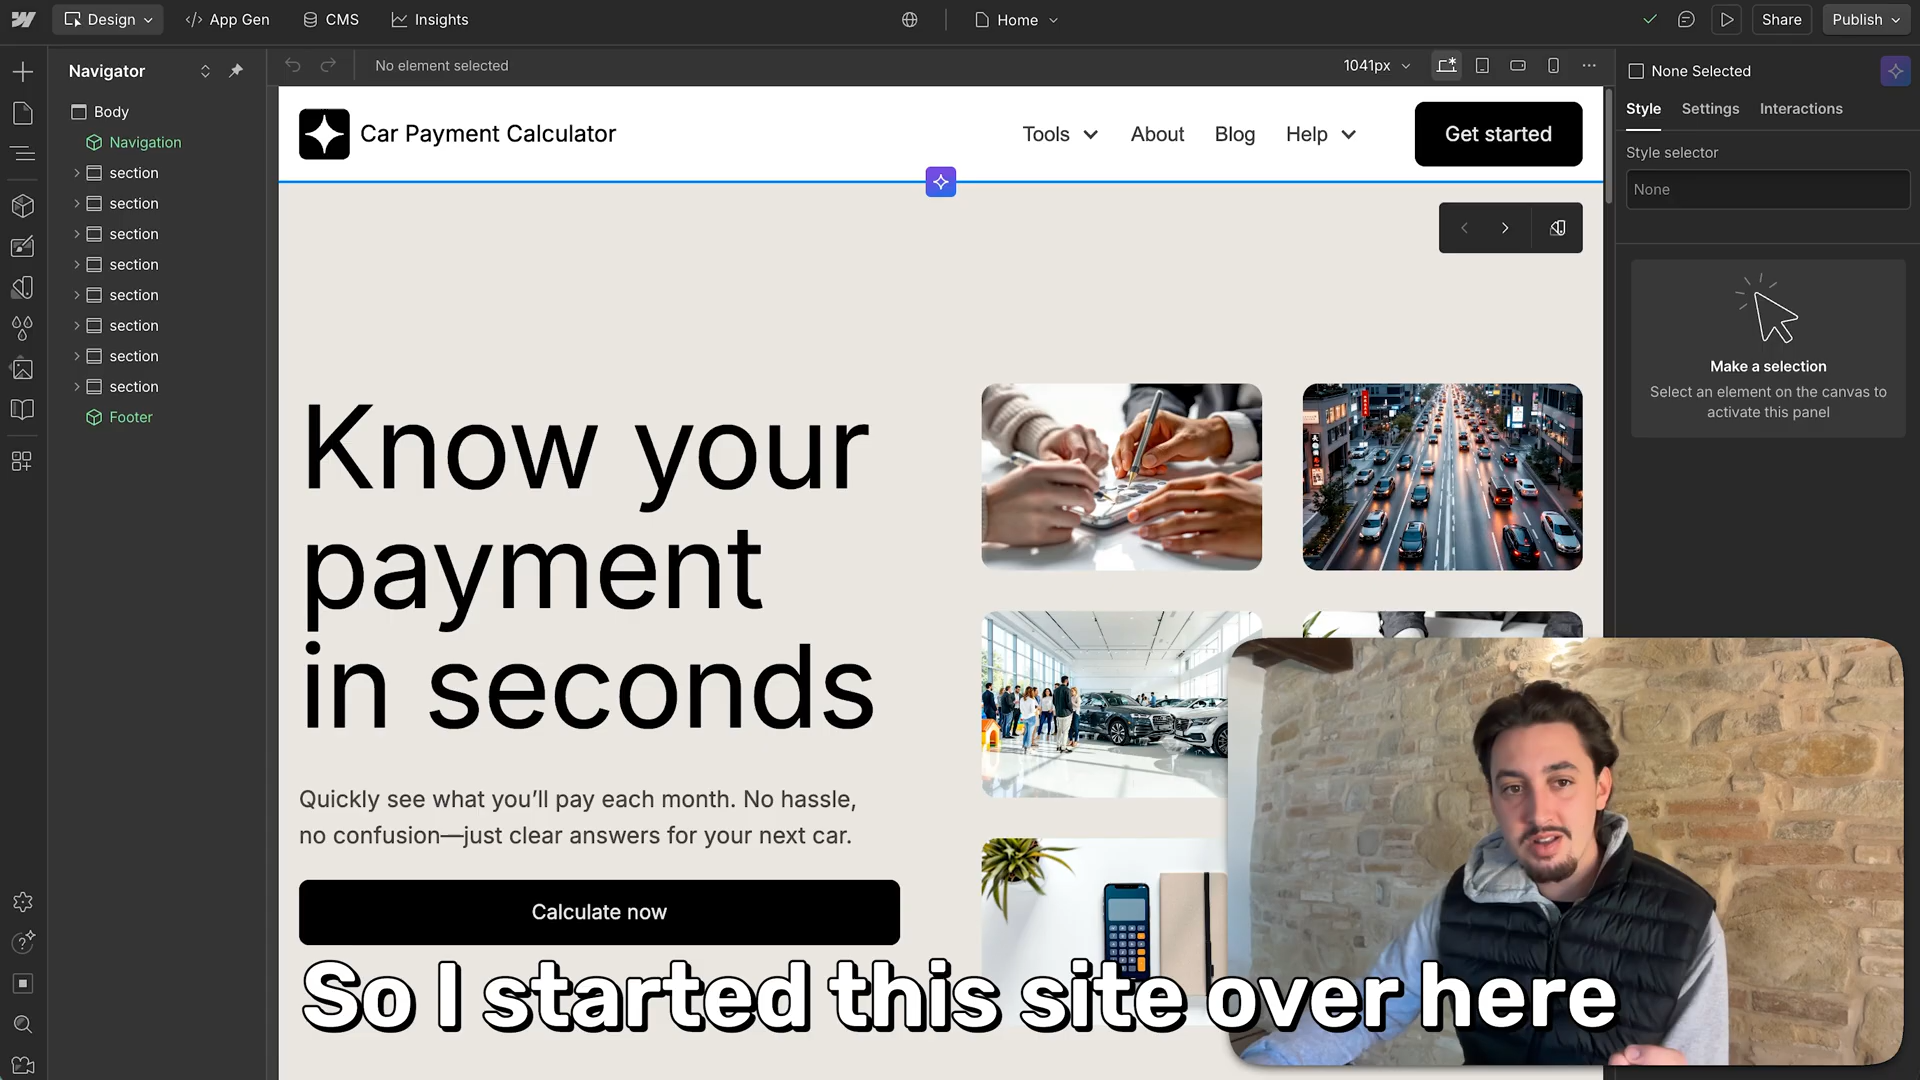 Design
App Gen
CMS
Insights
Home
Share
Publish
Navigator
No element selected
1041px
None Selected
Body
Navigation
section
section
section
section
section
section
section
section
Footer
Style
Settings
Interactions
Style selector
None
Make a selection
Select an element on the canvas to
activate this panel
Car Payment Calculator
Tools
About
Blog
Help
Get started
Know your
payment
in seconds
Quickly see what you’ll pay each month. No hassle,
no confusion—just clear answers for your next car.
Calculate now
So I started this site over here